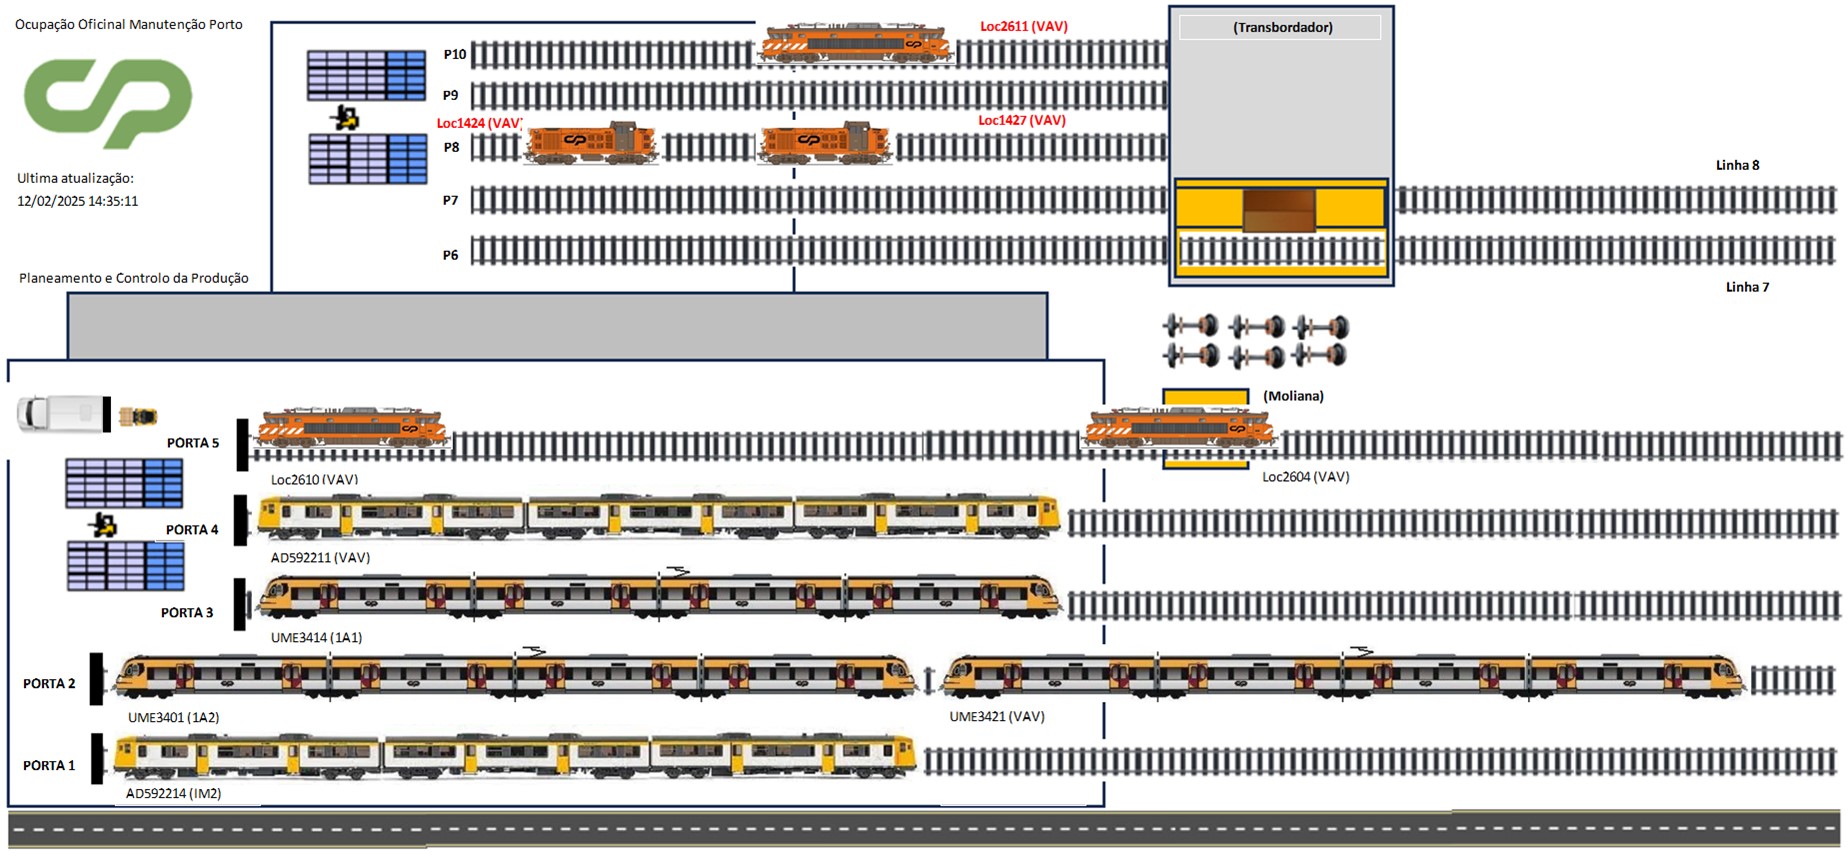 Ocupação Oficinal Manutenção Porto
Loc2611 (VAV)
(Transbordador)
P10
P9
Loc1424 (VAV)
Loc1427 (VAV)
P8
Linha 8
Ultima atualização:
12/02/2025 14:35:11
P7
P6
Planeamento e Controlo da Produção
Linha 7
(Moliana)
PORTA 5
Loc2610 (VAV)
Loc2604 (VAV)
PORTA 4
AD592211 (VAV)
PORTA 3
UME3414 (1A1)
PORTA 2
UME3401 (1A2)
UME3421 (VAV)
PORTA 1
AD592214 (IM2)